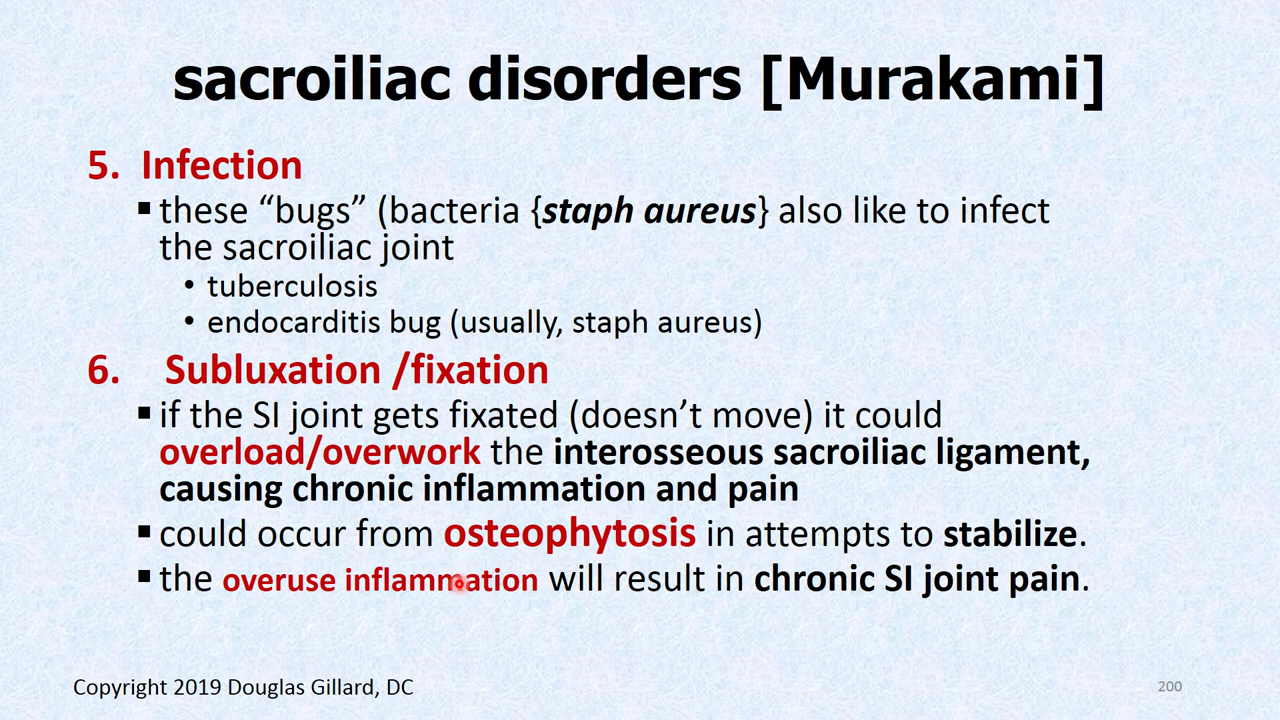 sacroiliac disorders [Murakami]
5. Infection
▪ these “bugs” (bacteria {staph aureus} also like to infect
the sacroiliac joint
• tuberculosis
• endocarditis bug (usually, staph aureus)
6. Subluxation /fixation
▪ if the SI joint gets fixated (doesn’t move) it could
overload/overwork the interosseous sacroiliac ligament,
causing chronic inflammation and pain
▪ could occur from osteophytosis in attempts to stabilize.
▪ the overuse inflammation will result in chronic SI joint pain.
Copyright 2019 Douglas Gillard, DC
200